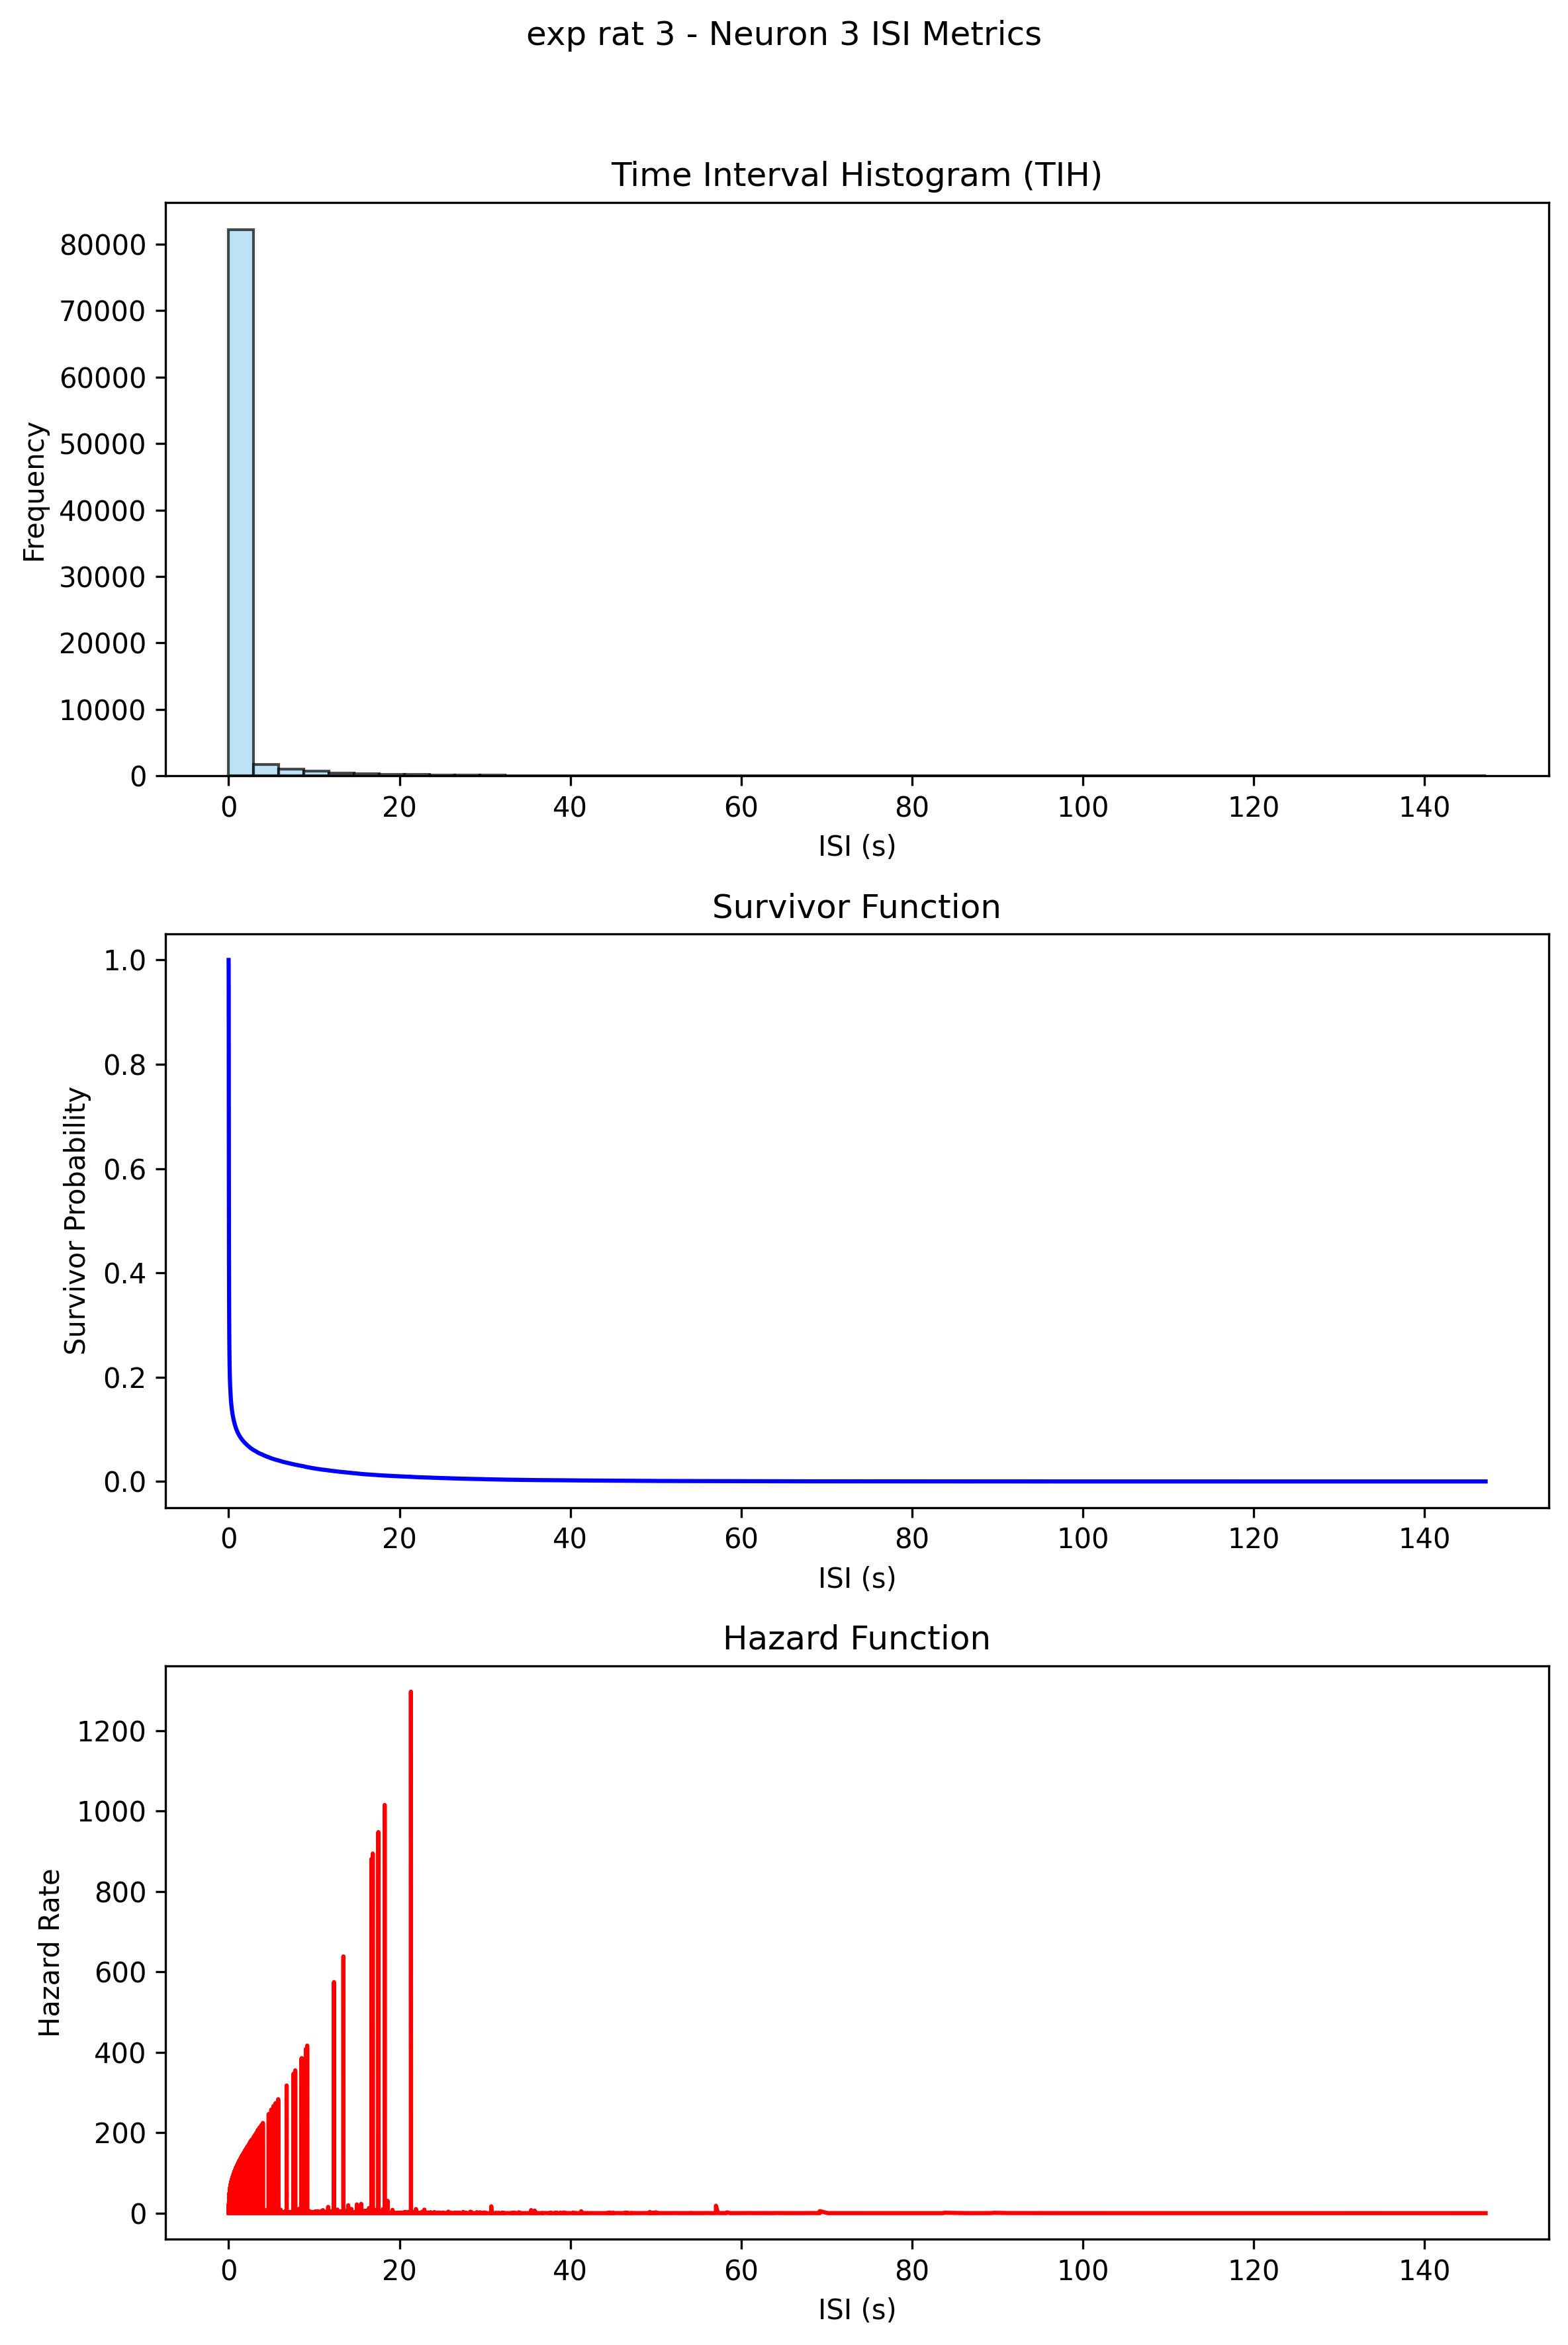 exp rat 3 - Neuron 3 ISI Metrics
Time Interval Histogram (TIH)
80000
70000
60000
50000
40000
30000
20000
10000
0
Frequency
0 20 40 60 80 100 120 140
ISI (s)
Survivor Function
1.0
0.8
0.6
0.4
0.2
0.0
Survivor Probability
0 20 40 60 80 100 120 140
ISI (s)
Hazard Function
1200
1000
800
600
400
200
0
Hazard Rate
0 20 40 60 80 100 120 140
ISI (s)